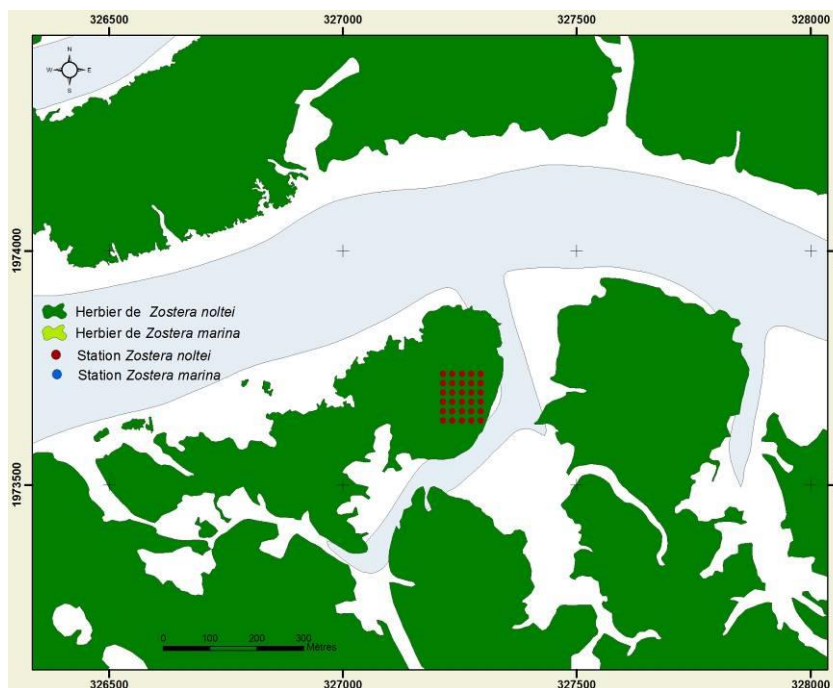 326500 327000 327500 328000
N
W E
S
1974000
Herbier de Zostera noltei
Herbier de Zostera marina
Station Zostera noltei
Station Zostera marina
1973500
0 100 200 300
Mètres
326500 327000 327500 328000